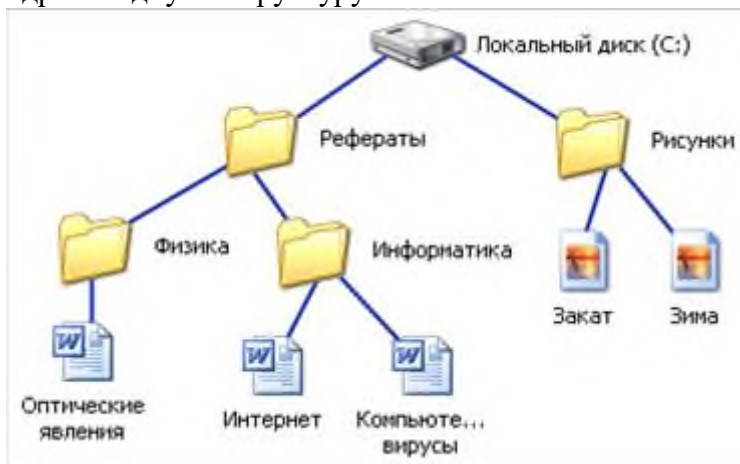 Локальный диск (C:)
Рефераты
Рисунки
Физика
Информатика
Закат
Зима
Оптические
явления
Интернет
Компьюте...
вирусы